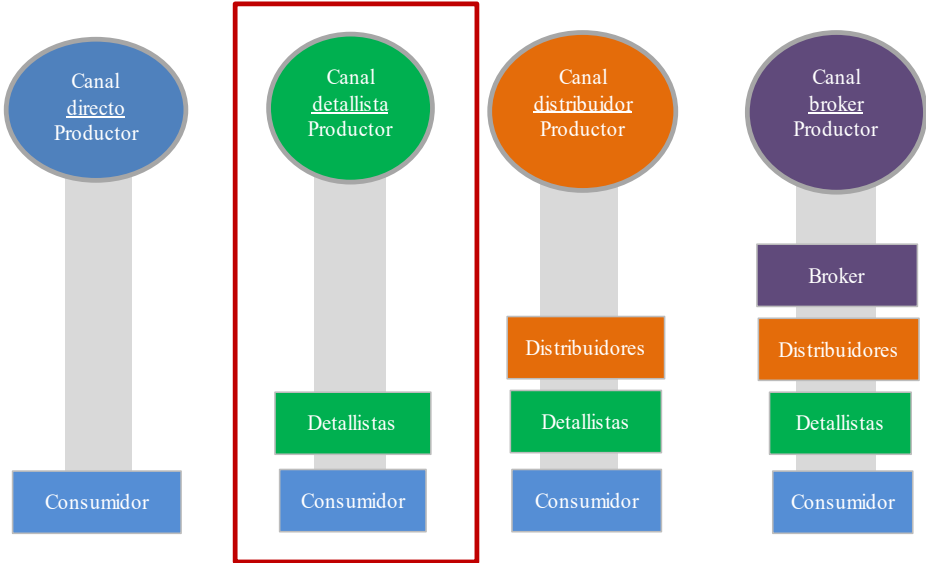 Canal
directo
Productor
Canal
detallista
Productor
Canal
distribuidor
Productor
Canal
broker
Productor
Broker
Distribuidores
Distribuidores
Detallistas
Detallistas
Detallistas
Consumidor
Consumidor
Consumidor
Consumidor